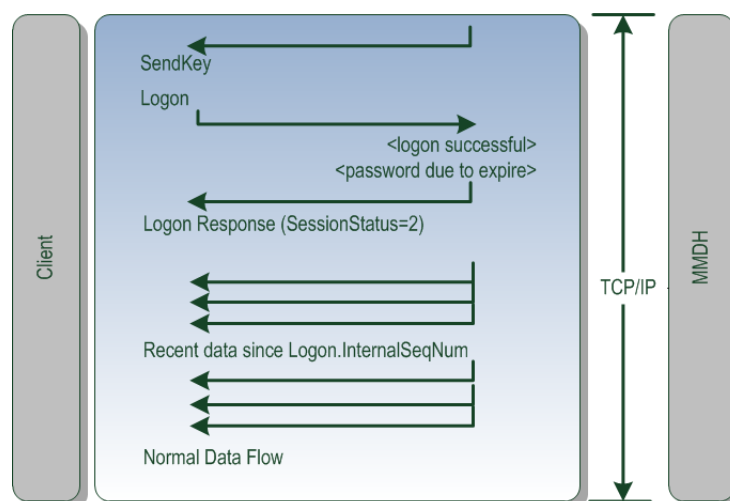 SendKey
Logon
<logon successful>
<password due to expire>
Logon Response (SessionStatus=2)
Client
TCP/IP
MMDH
Recent data since Logon.InternalSeqNum
Normal Data Flow